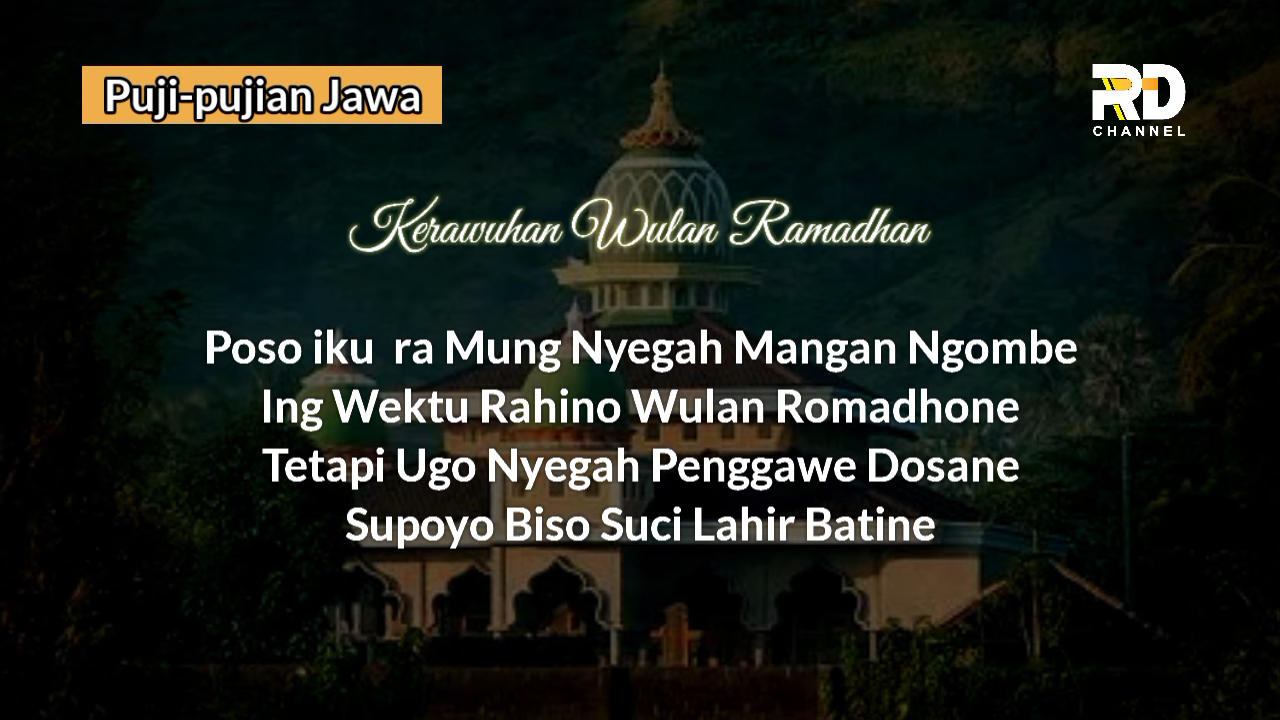 Puji-pujian Jawa
RD
CHANNEL
Kerawuhan Wulan Ramadhan
Poso iku ra Mung Nyegah Mangan Ngombe
Ing Wektu Rahino Wulan Romadhone
Tetapi Ugo Nyegah Penggawe Dosane
Supoyo Biso Suci Lahir Batine